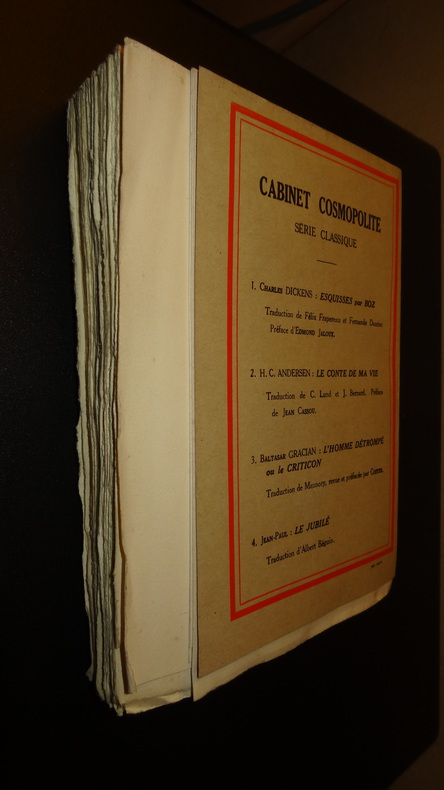 CABINET COSMOPOLITE
SÉRIE CLASSIQUE
1. CHARLES DICKENS : ESQUISSES par BOZ
Traduction de Félix et Fernande
Préface d'EDMOND JALOUX.
2. H. C. ANDERSEN : LE CONTE DE MA VIE
Traduction de C. Lund et J. Bernard. Préface
de JEAN CASSOU.
3. BALTASAR GRACIAN : L'HOMME DÉTROMPÉ
ou le CRITICON
Traduction de Maunory, revue et préfacée par
4. JEAN-PAUL : LE JUBILÉ
Traduction d'Albert Béguin.